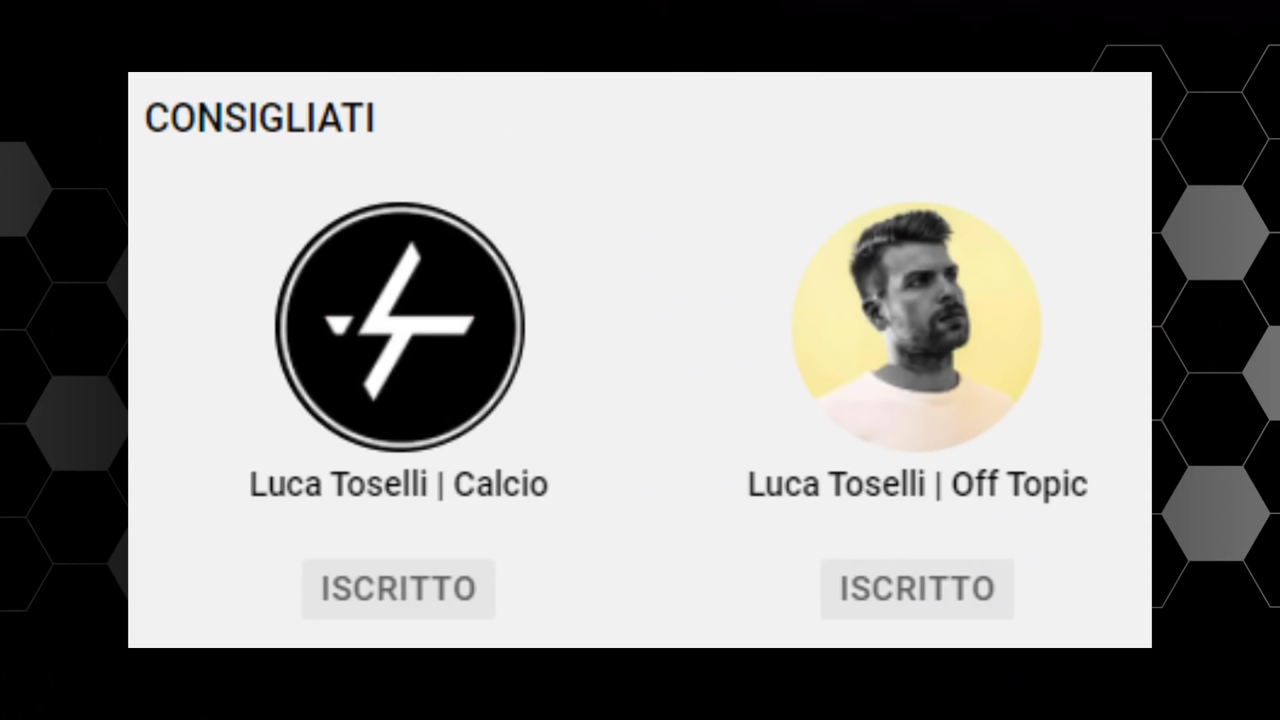 CONSIGLIATI
Luca Toselli | Calcio
Luca Toselli | Off Topic
ISCRITTO
ISCRITTO